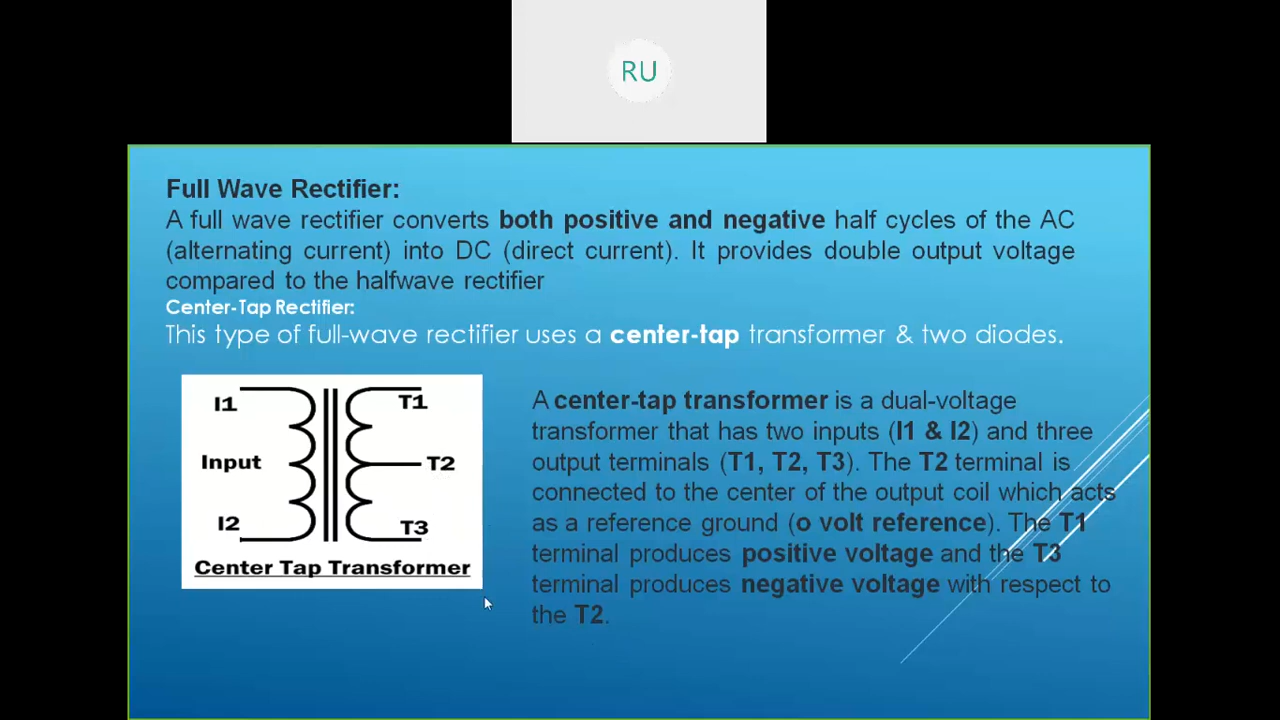 RU
Full Wave Rectifier:
A full wave rectifier converts both positive and negative half cycles of the AC
(alternating current) into DC (direct current). It provides double output voltage
compared to the halfwave rectifier
Center-Tap Rectifier:
This type of full-wave rectifier uses a center-tap transformer & two diodes.
I1
T1
Input
T2
I2
T3
Center Tap Transformer
A center-tap transformer is a dual-voltage
transformer that has two inputs (I1 & I2) and three
output terminals (T1, T2, T3). The T2 terminal is
connected to the center of the output coil which acts
as a reference ground (o volt reference). The T1
terminal produces positive voltage and the T3
terminal produces negative voltage with respect to
the T2.